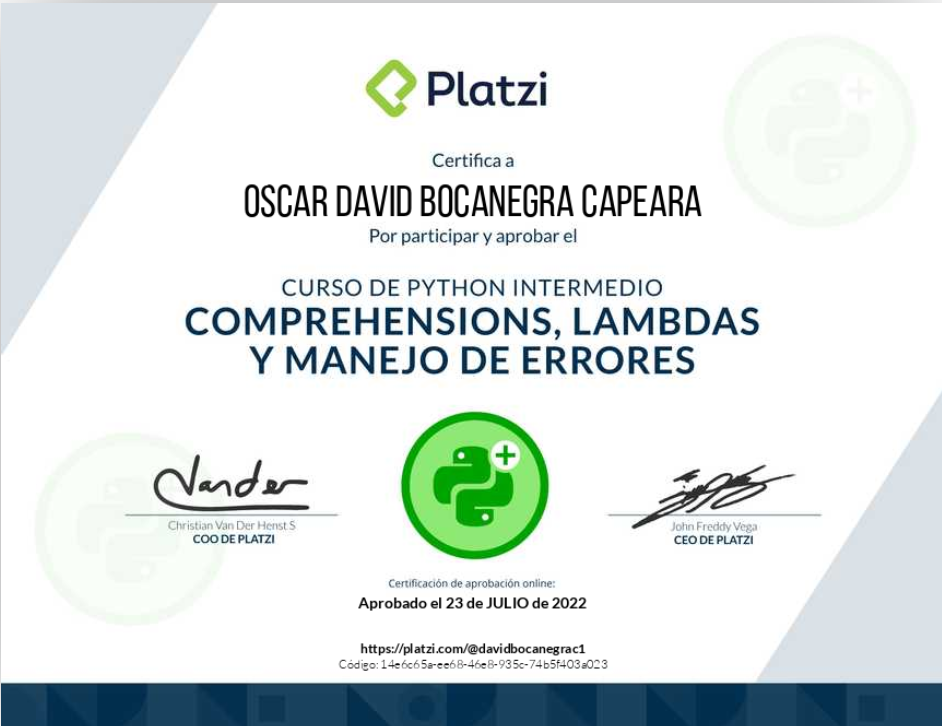 Platzi
Certifica a
OSCAR DAVID BOCANEGRA CAPEARA
Por participar y aprobar el
CURSO DE PYTHON INTERMEDIO
COMPREHENSIONS, LAMBDAS
Y MANEJO DE ERRORES
Christian Van Der Henst S
COO DE PLATZI
John Freddy Vega
CEO DE PLATZI
Certificación de aprobación online:
Aprobado el 23 de JULIO de 2022
https://platzi.com/@davidbocanegrac1
Código: 14e6c65a-ee68-46e8-935c-74b5f403a023